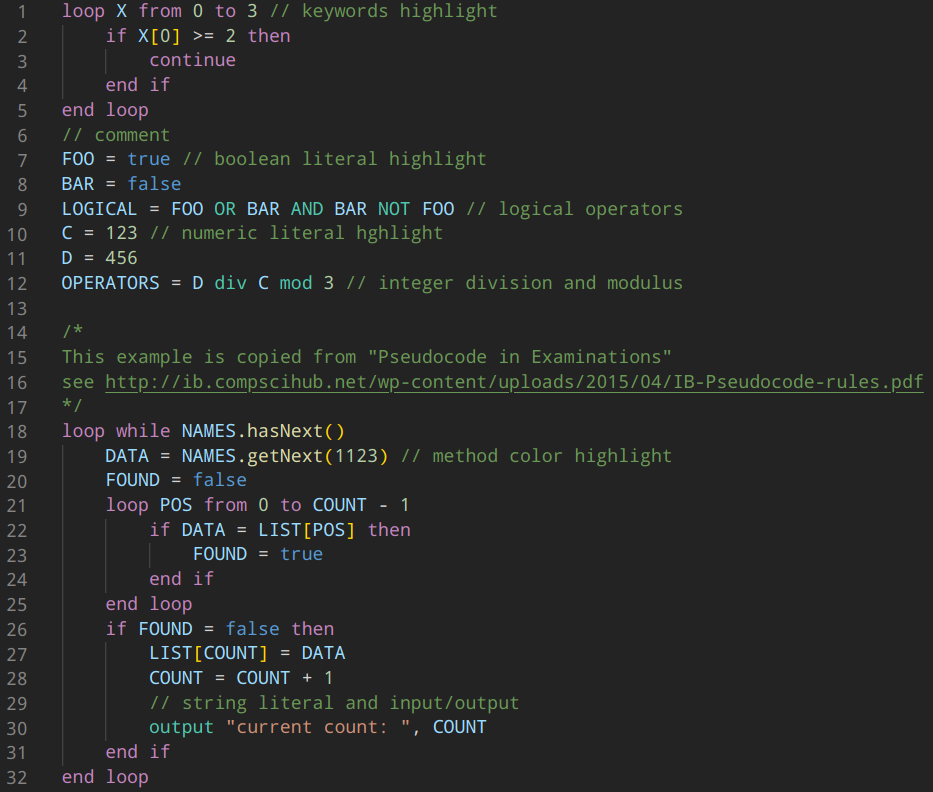 1 loop X from 0 to 3 // keywords highlight
2     if X[0] >= 2 then
3         continue
4     end if
5 end loop
6 // comment
7 FOO = true // boolean literal highlight
8 BAR = false
9 LOGICAL = FOO OR BAR AND BAR NOT FOO // logical operators
10 C = 123 // numeric literal hghlight
11 D = 456
12 OPERATORS = D div C mod 3 // integer division and modulus
13
14 /*
15 This example is copied from "Pseudocode in Examinations"
16 see http://ib.compscihub.net/wp-content/uploads/2015/04/IB-Pseudocode-rules.pdf
17 */
18 loop while NAMES.hasNext()
19     DATA = NAMES.getNext(1123) // method color highlight
20     FOUND = false
21     loop POS from 0 to COUNT - 1
22         if DATA = LIST[POS] then
23             FOUND = true
24         end if
25     end loop
26     if FOUND = false then
27         LIST[COUNT] = DATA
28         COUNT = COUNT + 1
29         // string literal and input/output
30         output "current count: ", COUNT
31     end if
32 end loop